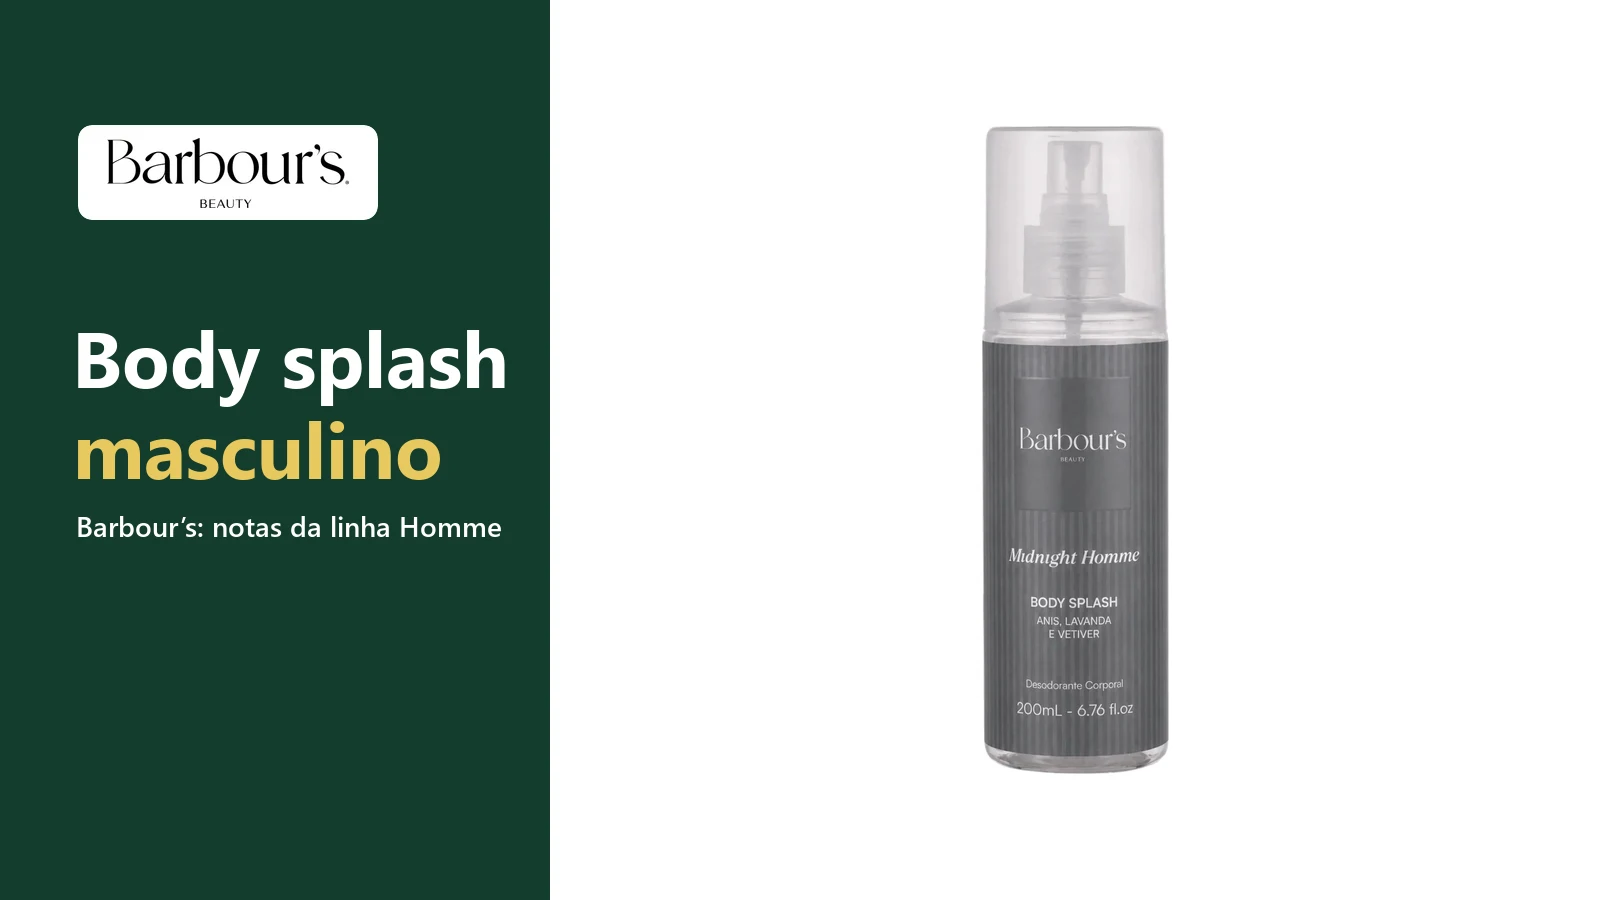 Barbour's
BEAUTY
Body splash
masculino
Barbour's: notas da linha Homme
Barbour's
BEAUTY
Midnight Homme
BODY SPLASH
ANIS, LAVANDA
E VETIVER
Desodorante Corporal
200mL - 6.76 fl.oz